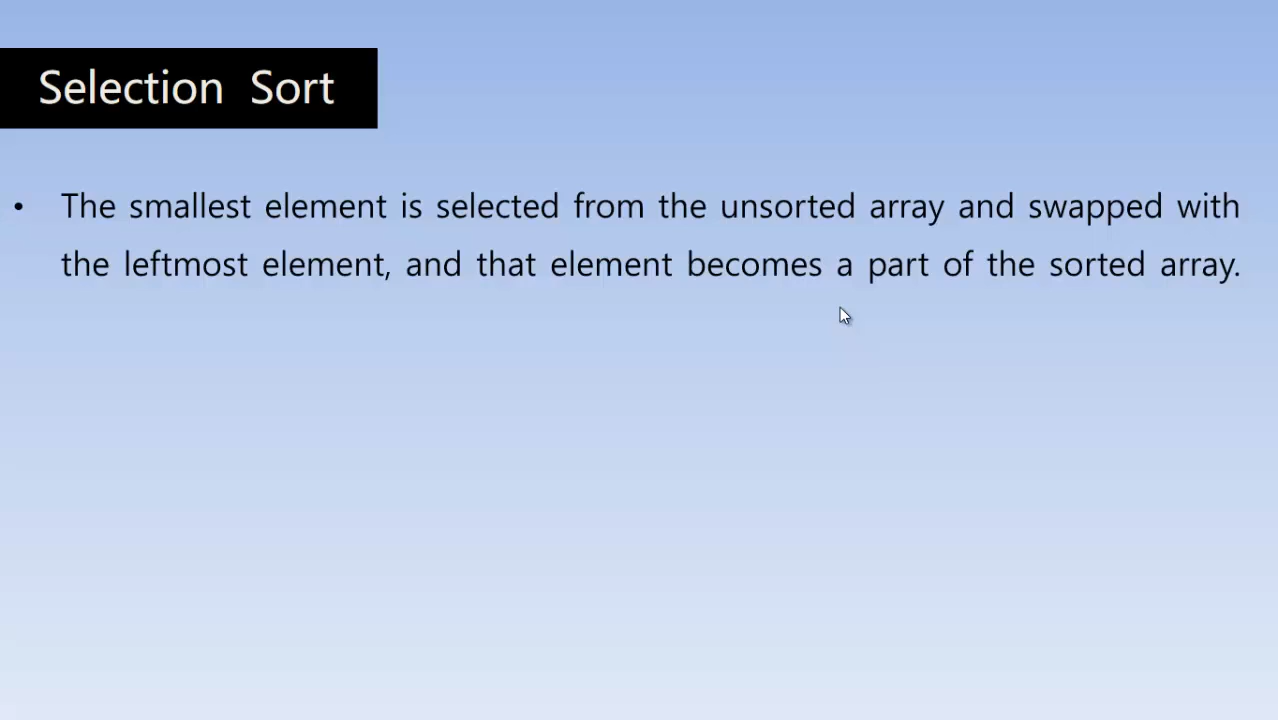 Selection Sort
• The smallest element is selected from the unsorted array and swapped with
the leftmost element, and that element becomes a part of the sorted array.